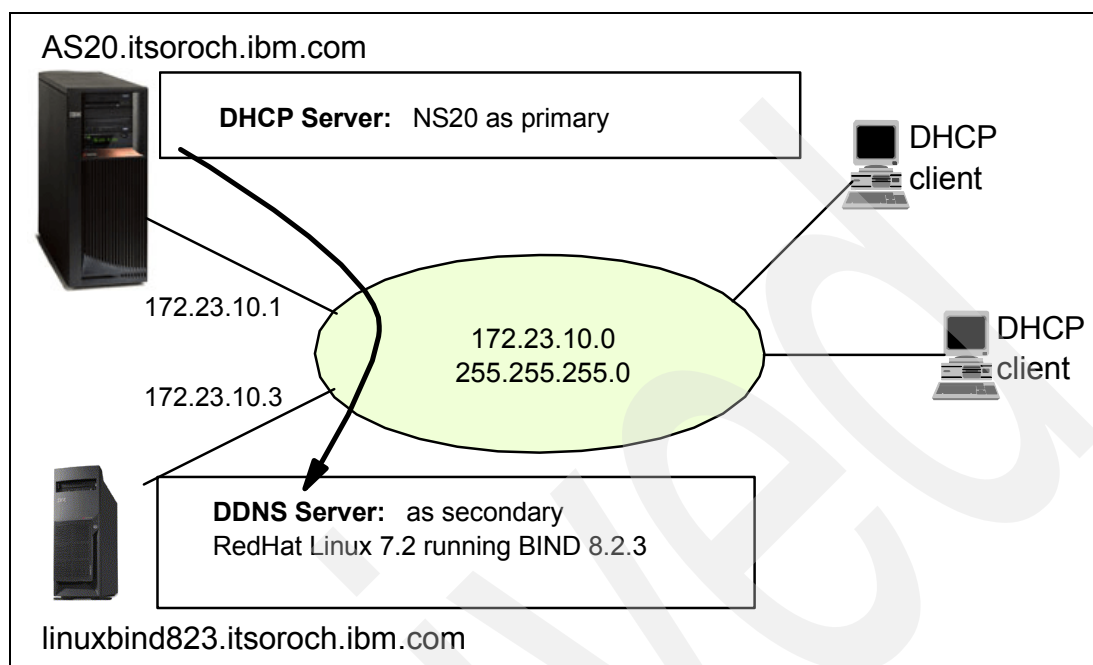 AS20.itsoroch.ibm.com
DHCP Server: NS20 as primary
DHCP
client
172.23.10.1
172.23.10.0
255.255.255.0
DHCP
client
172.23.10.3
DDNS Server: as secondary
RedHat Linux 7.2 running BIND 8.2.3
linuxbind823.itsoroch.ibm.com